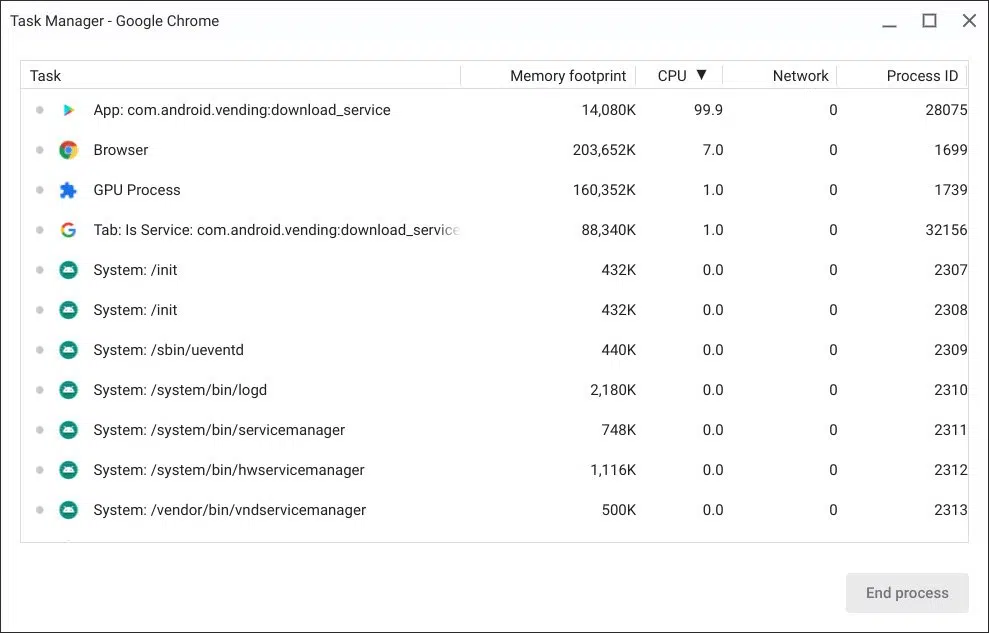 Task Manager - Google Chrome
Task Memory footprint CPU ▼ Network Process ID
App: com.android.vending:download_service 14,080K 99.9 0 28075
Browser 203,652K 7.0 0 1699
GPU Process 160,352K 1.0 0 1739
Tab: Is Service: com.android.vending:download_service 88,340K 1.0 0 32156
System: /init 432K 0.0 0 2307
System: /init 432K 0.0 0 2308
System: /sbin/ueventd 440K 0.0 0 2309
System: /system/bin/logd 2,180K 0.0 0 2310
System: /system/bin/servicemanager 748K 0.0 0 2311
System: /system/bin/hwservicemanager 1,116K 0.0 0 2312
System: /vendor/bin/vndservicemanager 500K 0.0 0 2313
End process